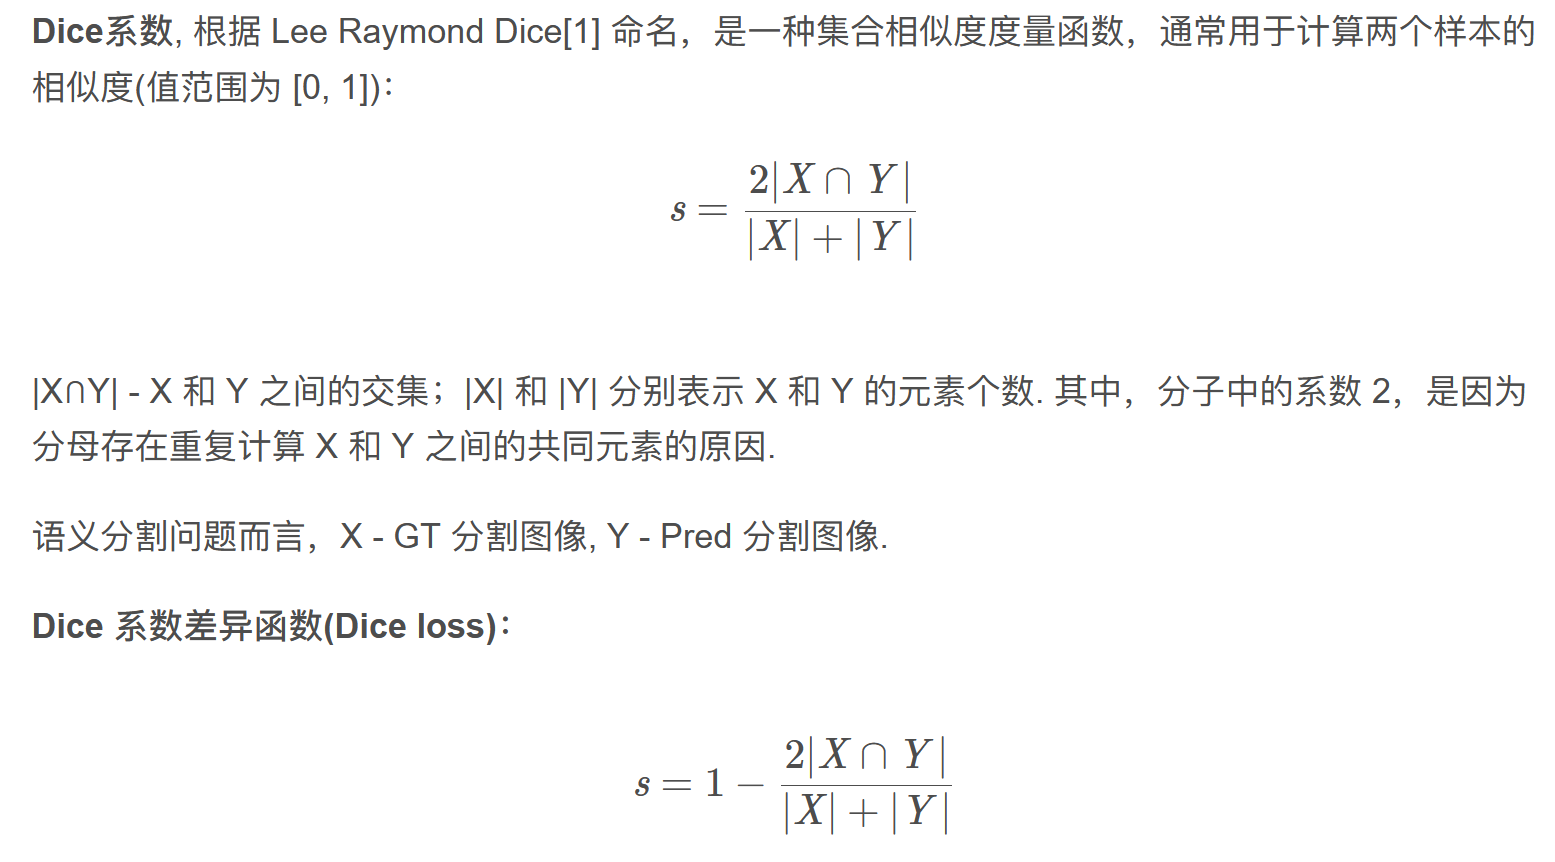 Dice系数, 根据 Lee Raymond Dice[1] 命名，是一种集合相似度度量函数，通常用于计算两个样本的
相似度(值范围为 [0, 1])：
s = \frac{2|X ∩ Y|}{|X| + |Y|}
|X∩Y| - X 和 Y 之间的交集；|X| 和 |Y| 分别表示 X 和 Y 的元素个数. 其中，分子中的系数 2，是因为
分母存在重复计算 X 和 Y 之间的共同元素的原因.
语义分割问题而言，X - GT 分割图像, Y - Pred 分割图像.
Dice 系数差异函数(Dice loss)：
s = 1 - \frac{2|X ∩ Y|}{|X| + |Y|}